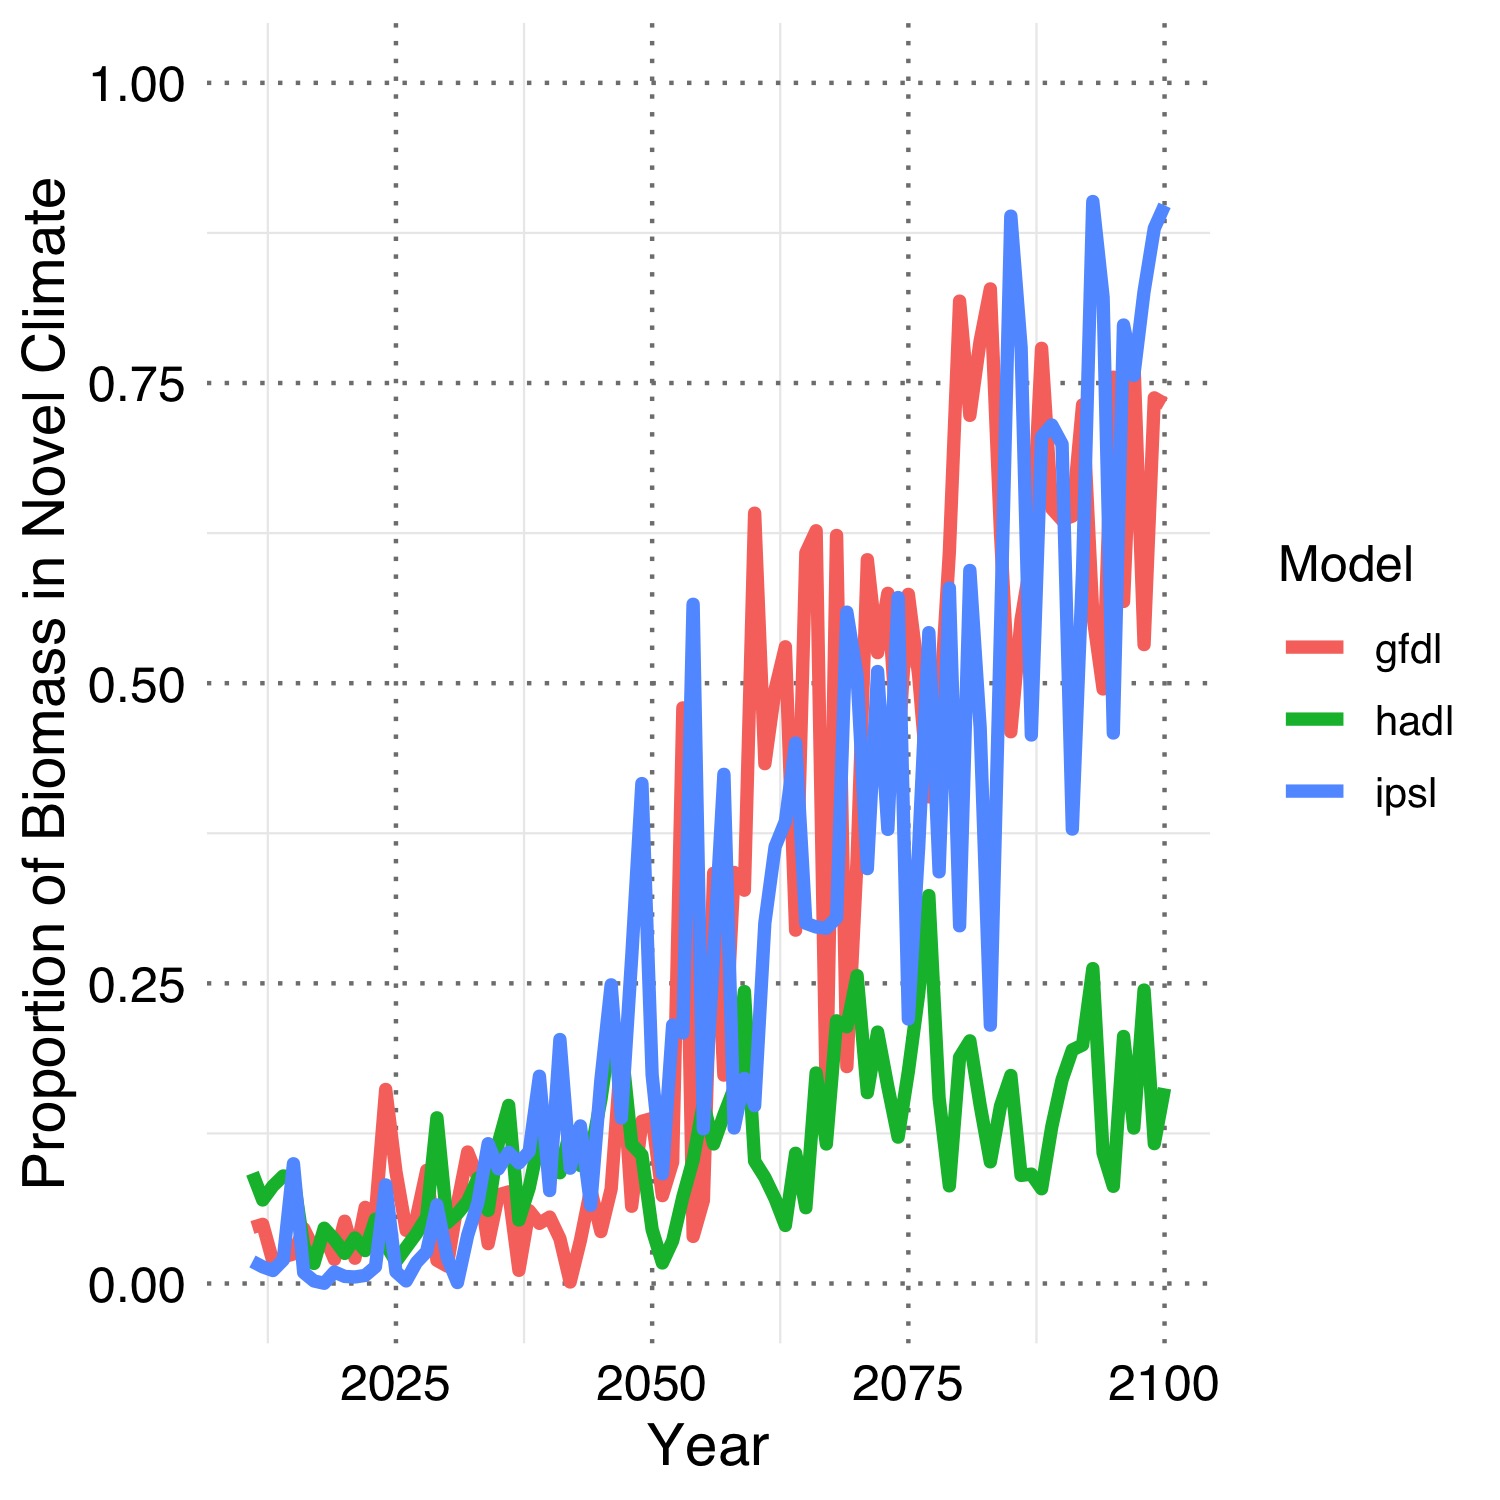 Proportion of Biomass in Novel Climate
1.00
0.75
0.50
0.25
0.00
2025 2050 2075 2100
Year
Model
gfdl
hadl
ipsl